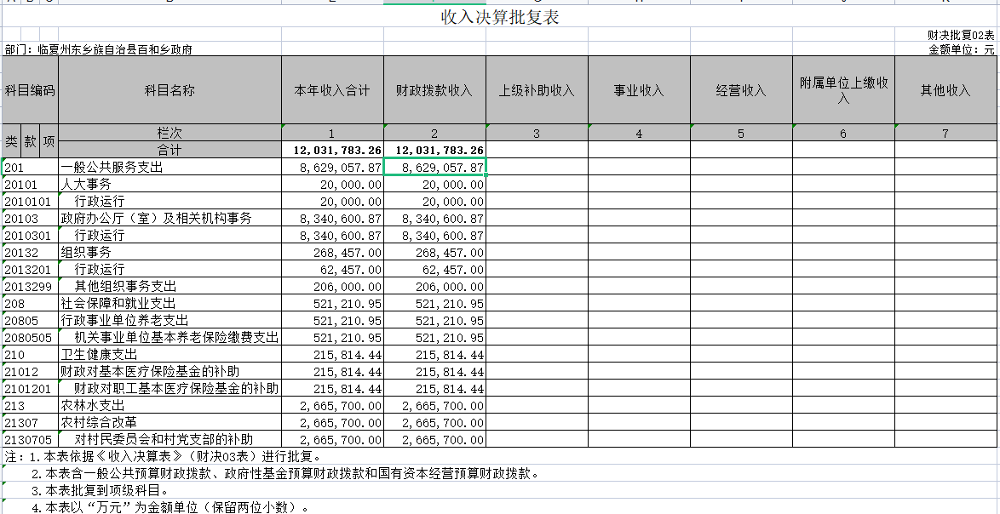 收入决算批复表
财决批复02表
部门：临夏州东乡族自治县百和乡政府 金额单位：元
科目编码 科目名称 本年收入合计 财政拨款收入 上级补助收入 事业收入 经营收入 附属单位上缴收入 其他收入
类 款 项 栏次 1 2 3 4 5 6 7
合计 12,031,783.26 12,031,783.26
201 一般公共服务支出 8,629,057.87 8,629,057.87
20101 人大事务 20,000.00 20,000.00
2010101 行政运行 20,000.00 20,000.00
20103 政府办公厅（室）及相关机构事务 8,340,600.87 8,340,600.87
2010301 行政运行 8,340,600.87 8,340,600.87
20132 组织事务 268,457.00 268,457.00
2013201 行政运行 62,457.00 62,457.00
2013299 其他组织事务支出 206,000.00 206,000.00
208 社会保障和就业支出 521,210.95 521,210.95
20805 行政事业单位养老支出 521,210.95 521,210.95
2080505 机关事业单位基本养老保险缴费支出 521,210.95 521,210.95
210 卫生健康支出 215,814.44 215,814.44
21012 财政对基本医疗保险基金的补助 215,814.44 215,814.44
2101201 财政对职工基本医疗保险基金的补助 215,814.44 215,814.44
213 农林水支出 2,665,700.00 2,665,700.00
21307 农村综合改革 2,665,700.00 2,665,700.00
2130705 对村民委员会和村党支部的补助 2,665,700.00 2,665,700.00
注：1.本表依据《收入决算表》（财决03表）进行批复。
2.本表含一般公共预算财政拨款、政府性基金预算财政拨款和国有资本经营预算财政拨款。
3.本表批复到项级科目。
4.本表以“万元”为金额单位（保留两位小数）。